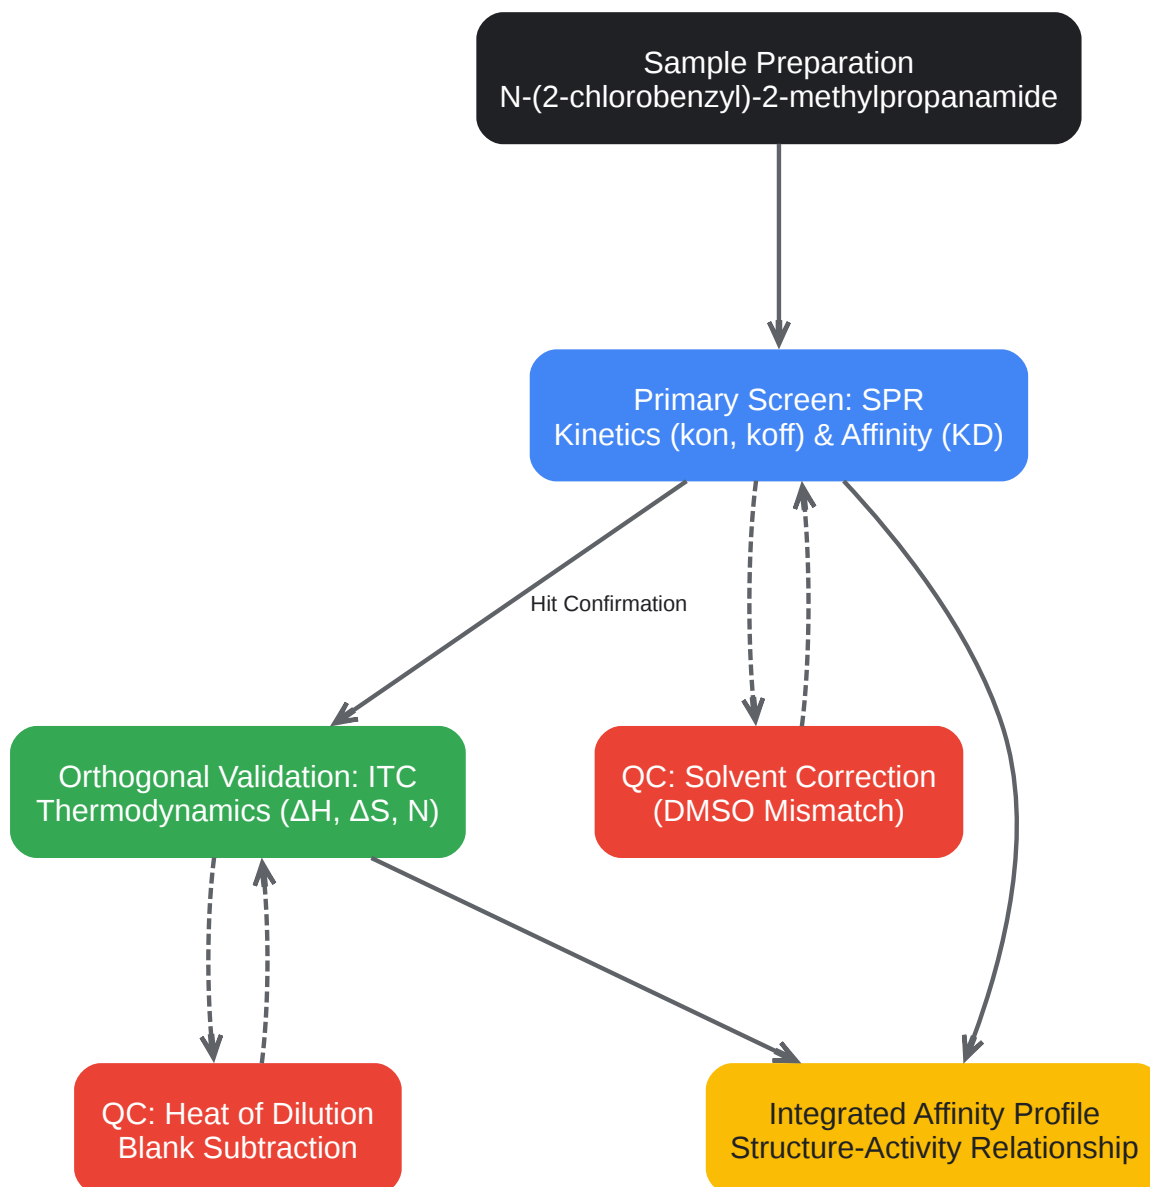 Sample Preparation
N-(2-chlorobenzyl)-2-methylpropanamide
Primary Screen: SPR
Kinetics (kon, koff) & Affinity (KD)
Hit Confirmation
Orthogonal Validation: ITC
Thermodynamics (ΔH, ΔS, N)
QC: Solvent Correction
(DMSO Mismatch)
QC: Heat of Dilution
Blank Subtraction
Integrated Affinity Profile
Structure-Activity Relationship